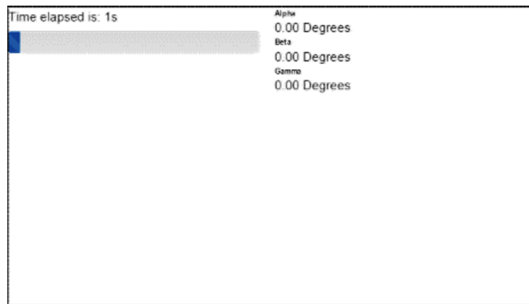 Time elapsed is: 1s
Alpha
0.00 Degrees
Beta
0.00 Degrees
Gamma
0.00 Degrees